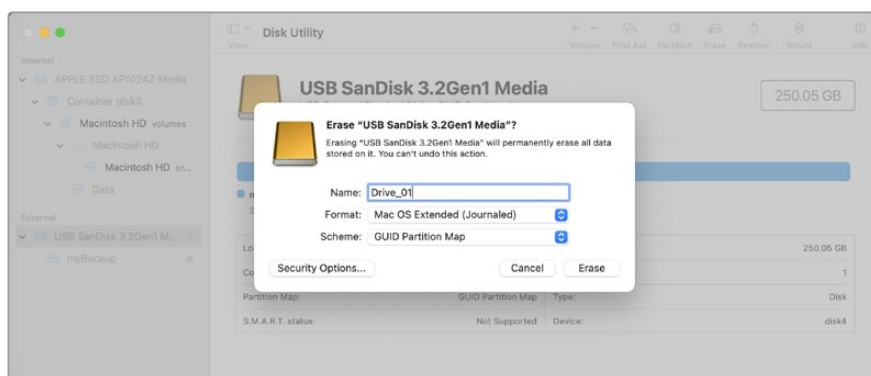 Disk Utility
View
Volume First Aid Partition Erase Restore Mount
Internal
APPLE SSD AP1024Z Media
Container disk3
Macintosh HD volumes
Macintosh HD
Macintosh HD sn...
Data
External
USB SanDisk 3.2Gen1 M...
myBackup
USB SanDisk 3.2Gen1 Media
250.05 GB
Erase “USB SanDisk 3.2Gen1 Media”?
Erasing “USB SanDisk 3.2Gen1 Media” will permanently erase all data
stored on it. You can't undo this action.
Name: Drive_01
Format: Mac OS Extended (Journaled)
Scheme: GUID Partition Map
Security Options... Cancel Erase
250.05 GB
1
Partition Map: GUID Partition Map Type: Disk
S.M.A.R.T. status: Not Supported Device: disk4